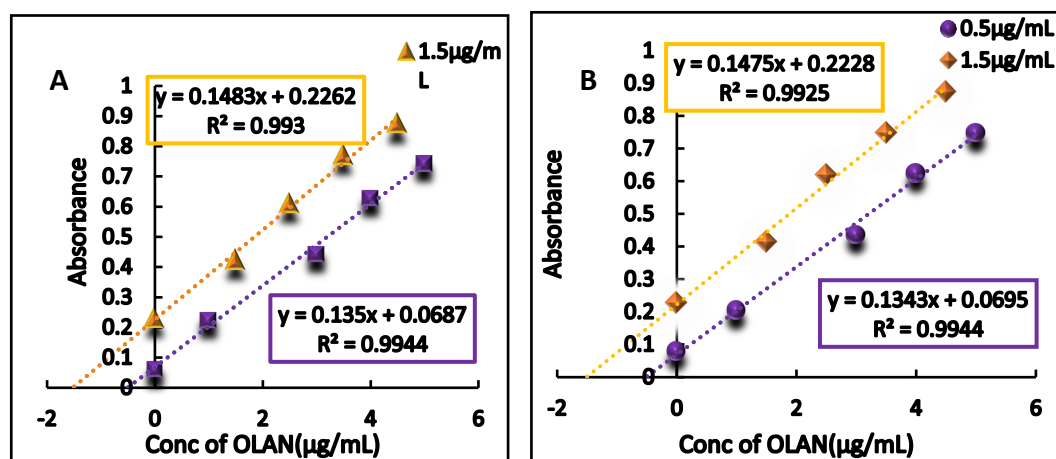 A
1.5µg/m
L
y = 0.1483x + 0.2262
R² = 0.993
1
0.9
0.8
0.7
0.6
0.5
0.4
0.3
0.2
0.1
0
Absorbance
y = 0.135x + 0.0687
R² = 0.9944
-2
0
2
4
6
Conc of OLAN(µg/mL)
B
0.5µg/mL
1.5µg/mL
y = 0.1475x + 0.2228
R² = 0.9925
1
0.9
0.8
0.7
0.6
0.5
0.4
0.3
0.2
0.1
0
Absorbance
y = 0.1343x + 0.0695
R² = 0.9944
-2
0
2
4
6
Conc of OLAN(µg/mL)